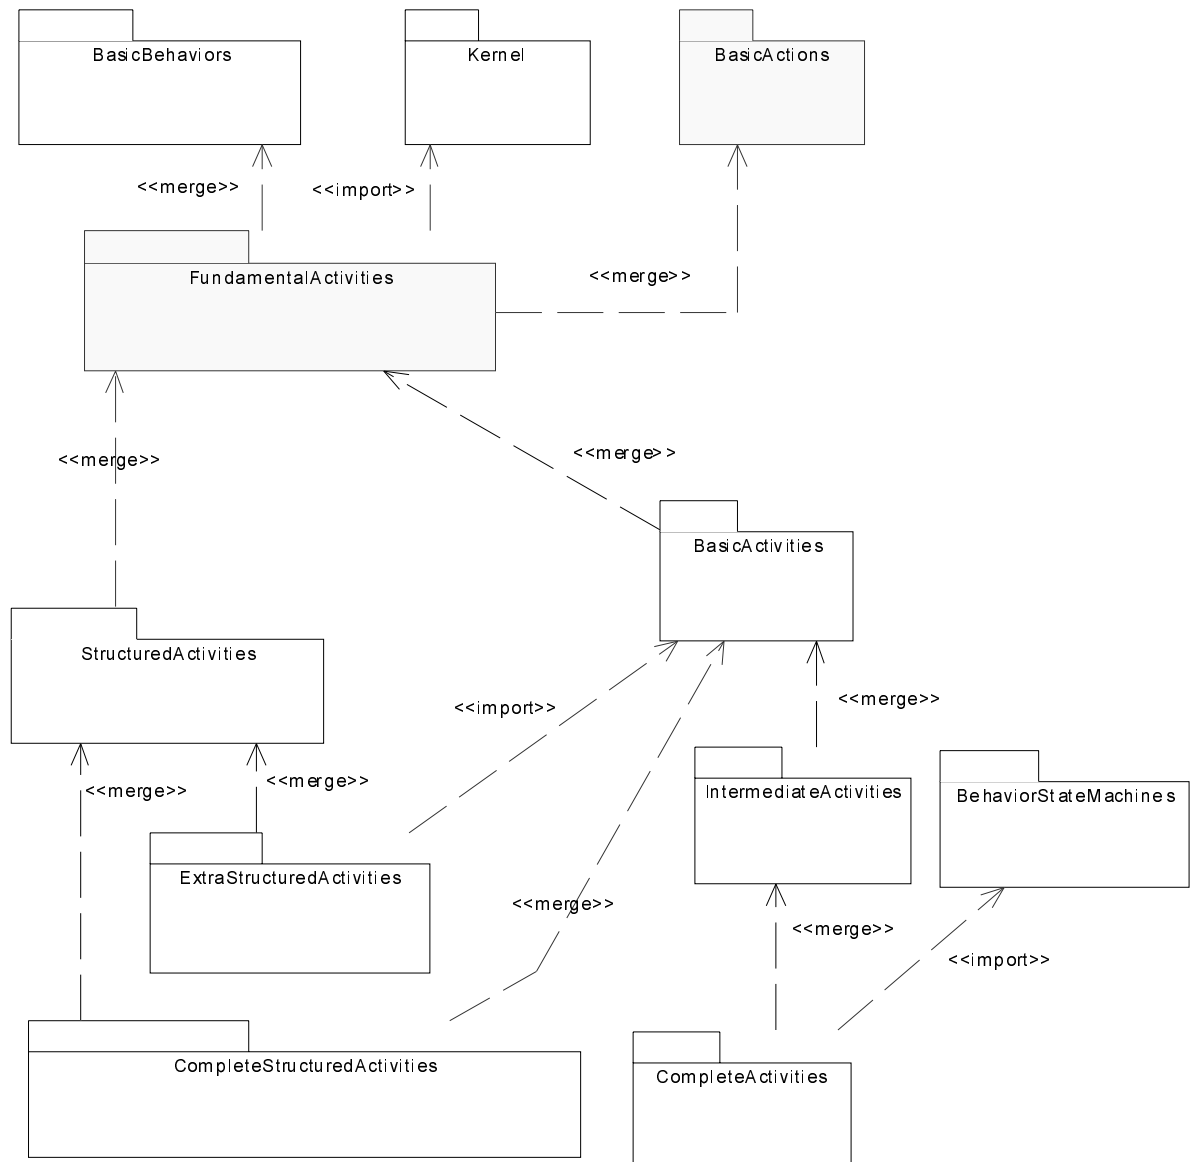 BasicBehaviors
Kernel
BasicActions
<<merge>>
<<import>>
FundamentalActivities
<<merge>>
<<merge>>
<<merge>>
BasicActivities
StructuredActivities
<<import>>
<<merge>>
<<merge>>
<<merge>>
IntermediateActivities
BehaviorStateMachines
ExtraStructuredActivities
<<merge>>
<<merge>>
<<import>>
CompleteStructuredActivities
CompleteActivities